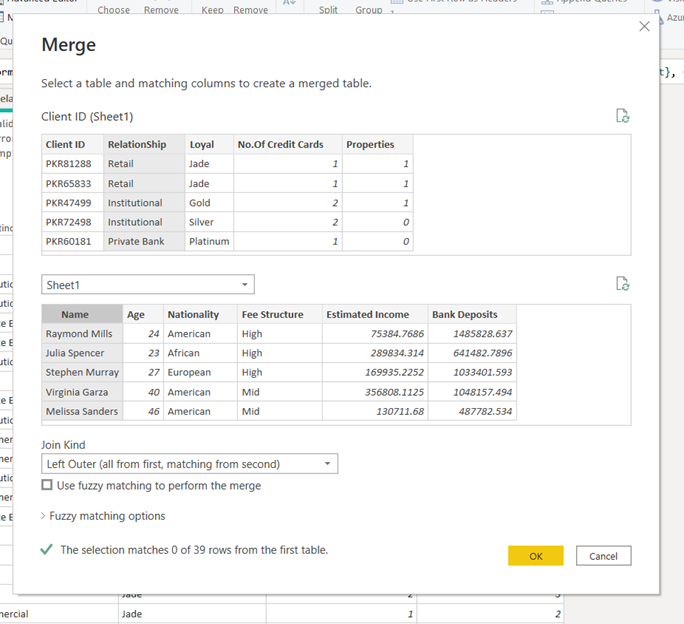 Choose Remove Keep Remove Split Group
Merge
Select a table and matching columns to create a merged table.
Client ID (Sheet1)
Client ID RelationShip Loyal No.Of Credit Cards Properties
PKR81288 Retail Jade 1 1
PKR65833 Retail Jade 1 1
PKR47499 Institutional Gold 2 1
PKR72498 Institutional Silver 2 0
PKR60181 Private Bank Platinum 1 0
Sheet1
Name Age Nationality Fee Structure Estimated Income Bank Deposits
Raymond Mills 24 American High 75384.7686 1485828.637
Julia Spencer 23 African High 289834.314 641482.7896
Stephen Murray 27 European High 169935.2252 1033401.593
Virginia Garza 40 American Mid 356808.1125 1048157.494
Melissa Sanders 46 American Mid 130711.68 487782.534
Join Kind
Left Outer (all from first, matching from second)
Use fuzzy matching to perform the merge
Fuzzy matching options
The selection matches 0 of 39 rows from the first table.
OK Cancel
Jade 2
mercial Jade 1 2